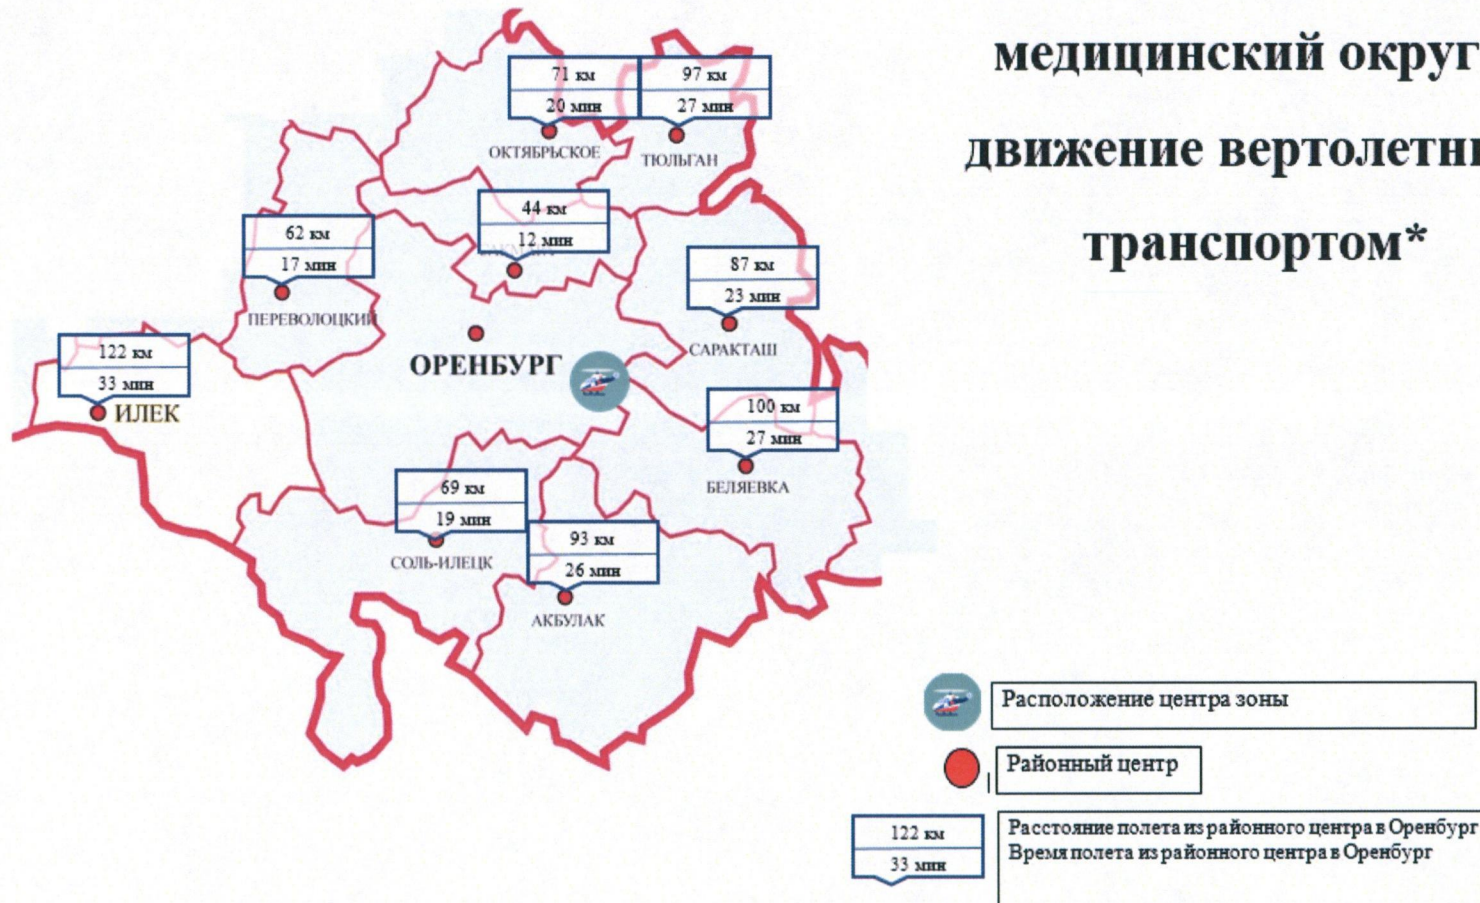 медицинский округ
движение вертолетн
транспортом*
71 км
20 мин
97 км
27 мин
ОКТЯБРЬСКОЕ
ТЮЛЬГАН
44 км
12 мин
62 км
17 мин
ПЕРЕВОЛОЦКИЙ
87 км
23 мин
САРАКТАШ
ОРЕНБУРГ
122 км
33 мин
ИЛЕК
100 км
27 мин
БЕЛЯЕВКА
69 км
19 мин
СОЛЬ-ИЛЕЦК
93 км
26 мин
АКБУЛАК
Расположение центра зоны
Районный центр
122 км
33 мин
Расстояние полета из районного центра в Оренбург
Время полета из районного центра в Оренбург